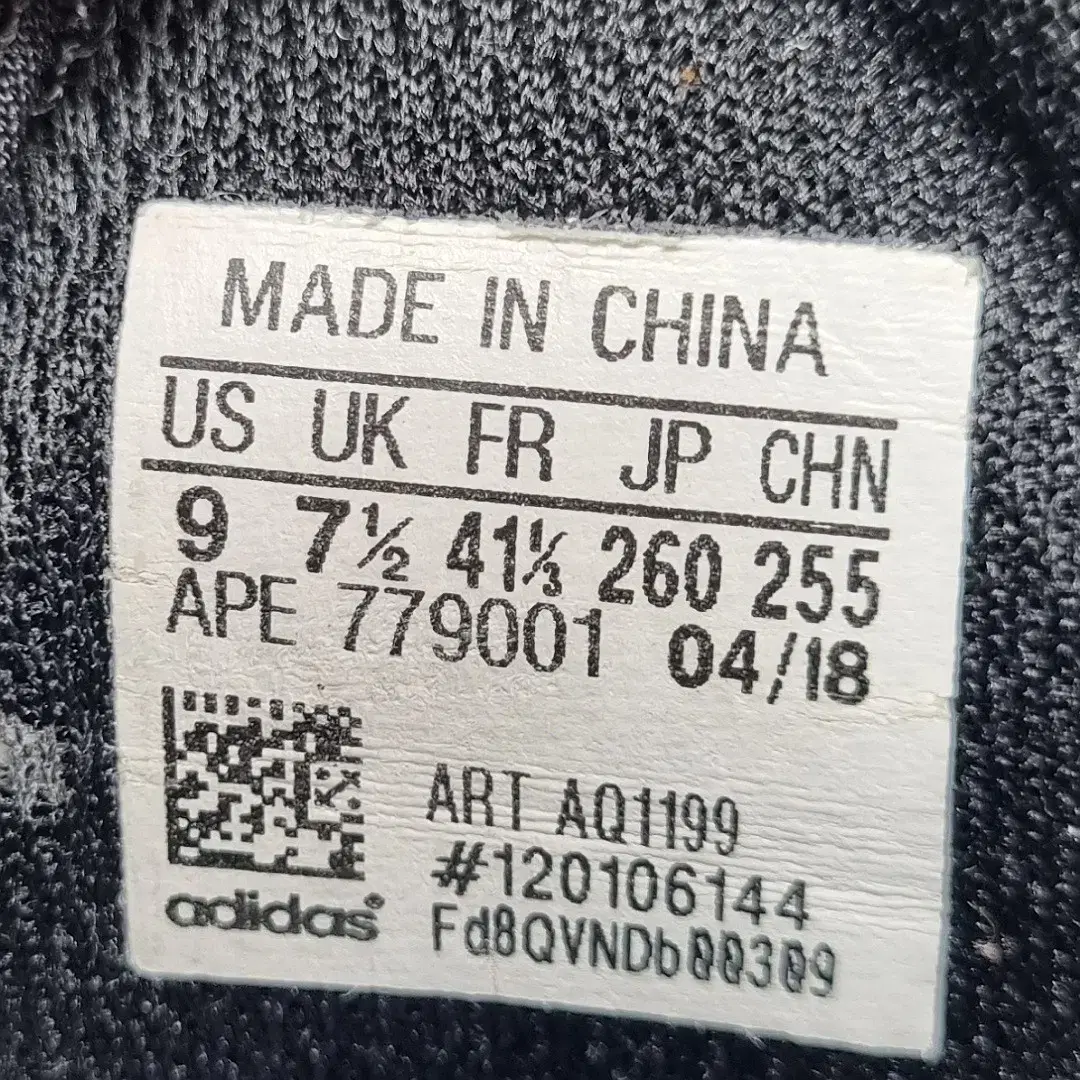 MADE IN CHINA
US UK FR JP CHN
9 7½ 41⅓ 260 255
APE 779001 04/18
ART AQ1199
#120106144
adidas®
Fd8QVNDb00309